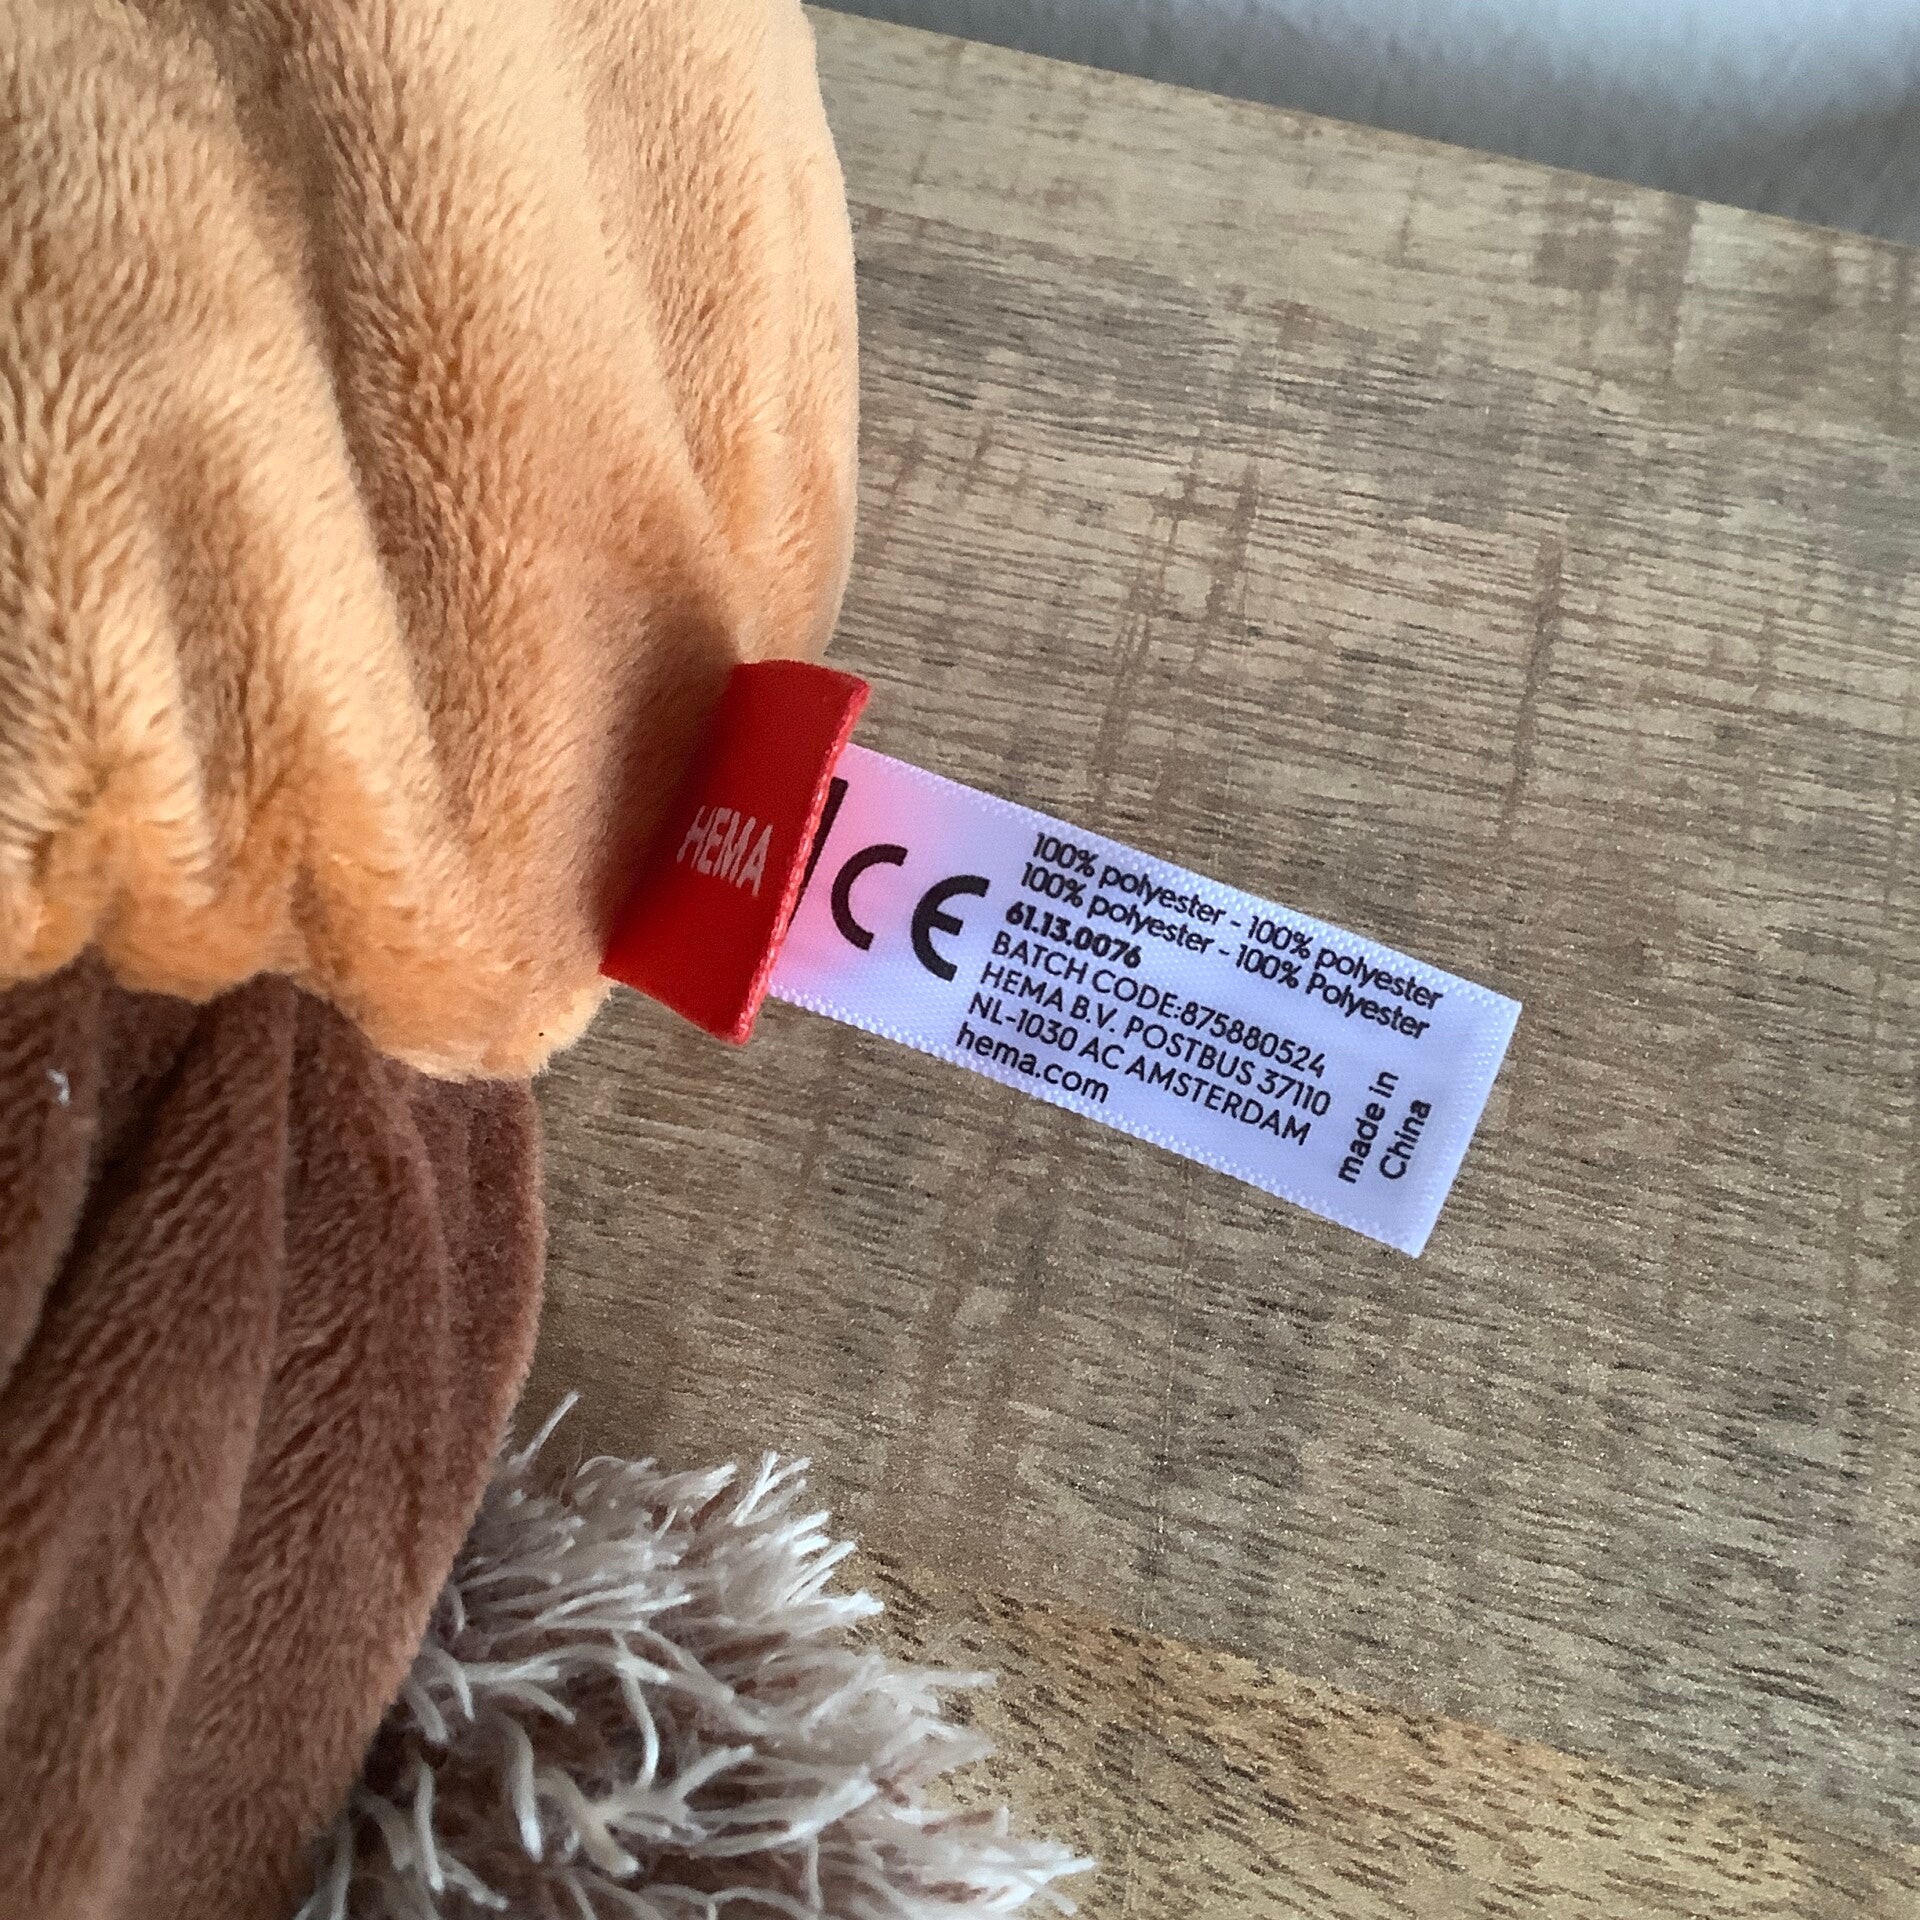 HEMA
CE
100% polyester - 100% polyester
100% polyester - 100% Polyester
61.13.0076
BATCH CODE:875880524
HEMA B.V. POSTBUS 37110
NL-1030 AC AMSTERDAM
hema.com
made in
China